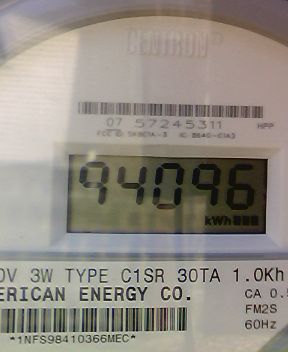 CENTRON®
07 57245311 HPP
94096
kWh
0V 3W TYPE C1SR 30TA 1.0Kh
ERICAN ENERGY CO. CA 0.5
FM2S
60Hz
*1NFS98410366MEC*